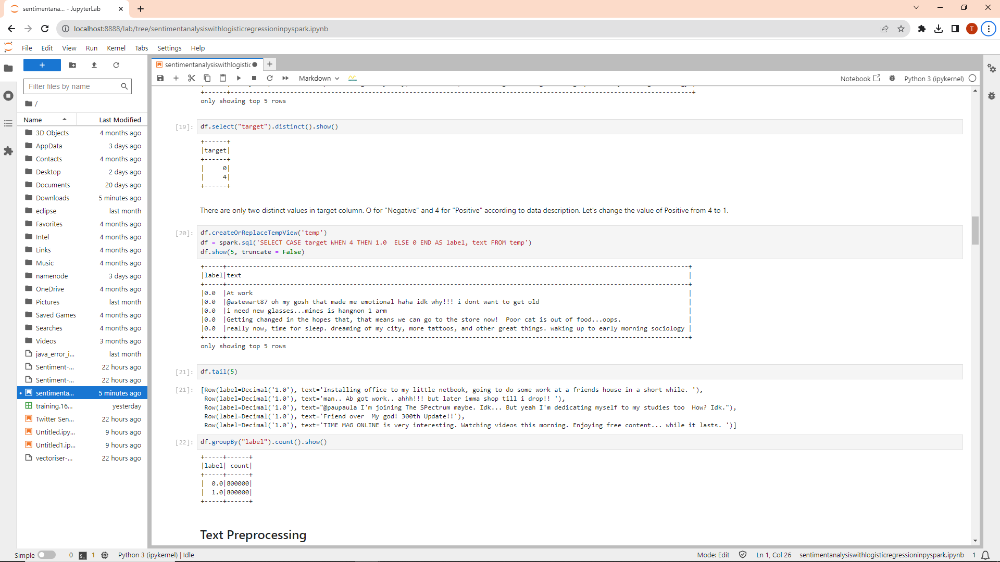 sentimentana... - JupyterLab
localhost:8888/lab/tree/sentimentanalysiswithlogisticregressioninpyspark.ipynb
T
File Edit View Run Kernel Tabs Settings Help
Filter files by name
/
Name Last Modified
3D Objects 4 months ago
AppData 3 days ago
Contacts 4 months ago
Desktop 2 days ago
Documents 20 days ago
Downloads 5 minutes ago
eclipse last month
Favorites 4 months ago
Intel 4 months ago
Links 4 months ago
Music 4 months ago
namenode 3 days ago
OneDrive 4 months ago
Pictures last month
Saved Games 4 months ago
Searches 4 months ago
Videos 3 months ago
java_error_i... last month
Sentiment-... 22 hours ago
Sentiment-... 22 hours ago
sentimenta... 5 minutes ago
training.16... yesterday
Twitter Sen... 22 hours ago
Untitled.ipy... 9 hours ago
Untitled1.ip... 9 hours ago
vectoriser-... 22 hours ago
sentimentanalysiswithlogistic
Markdown
Notebook Python 3 (ipykernel)
only showing top 5 rows
[19]: df.select("target").distinct().show()
+------+
|target|
+------+
|     0|
|     4|
+------+
There are only two distinct values in target column. O for "Negative" and 4 for "Positive" according to data description. Let's change the value of Positive from 4 to 1.
[20]: df.createOrReplaceTempView('temp')
df = spark.sql('SELECT CASE target WHEN 4 THEN 1.0  ELSE 0 END AS label, text FROM temp')
df.show(5, truncate = False)
|label|text |
|0.0  |At work |
|0.0  |@astewart87 oh my gosh that made me emotional haha idk why!!! i dont want to get old |
|0.0  |i need new glasses...mines is hangnon 1 arm |
|0.0  |Getting changed in the hopes that, that means we can go to the store now!  Poor cat is out of food...oops. |
|0.0  |really now, time for sleep. dreaming of my city, more tattoos, and other great things. waking up to early morning sociology |
only showing top 5 rows
[21]: df.tail(5)
[21]: [Row(label=Decimal('1.0'), text='Installing office to my little netbook, going to do some work at a friends house in a short while. '),
Row(label=Decimal('1.0'), text='man.. Ab got work.. ahhh!!! but later imma shop till i drop!! '),
Row(label=Decimal('1.0'), text="@paupaula I'm joining The SPectrum maybe. Idk... But yeah I'm dedicating myself to my studies too  How? Idk."),
Row(label=Decimal('1.0'), text='Friend over  My god! 300th Update!!'),
Row(label=Decimal('1.0'), text='TIME MAG ONLINE is very interesting. Watching videos this morning. Enjoying free content... while it lasts. ')]
[22]: df.groupBy("label").count().show()
+-----+------+
|label| count|
+-----+------+
|  0.0|800000|
|  1.0|800000|
+-----+------+
Text Preprocessing
Simple 0 1 Python 3 (ipykernel) | Idle Mode: Edit Ln 1, Col 26 sentimentanalysiswithlogisticregressioninpyspark.ipynb 1